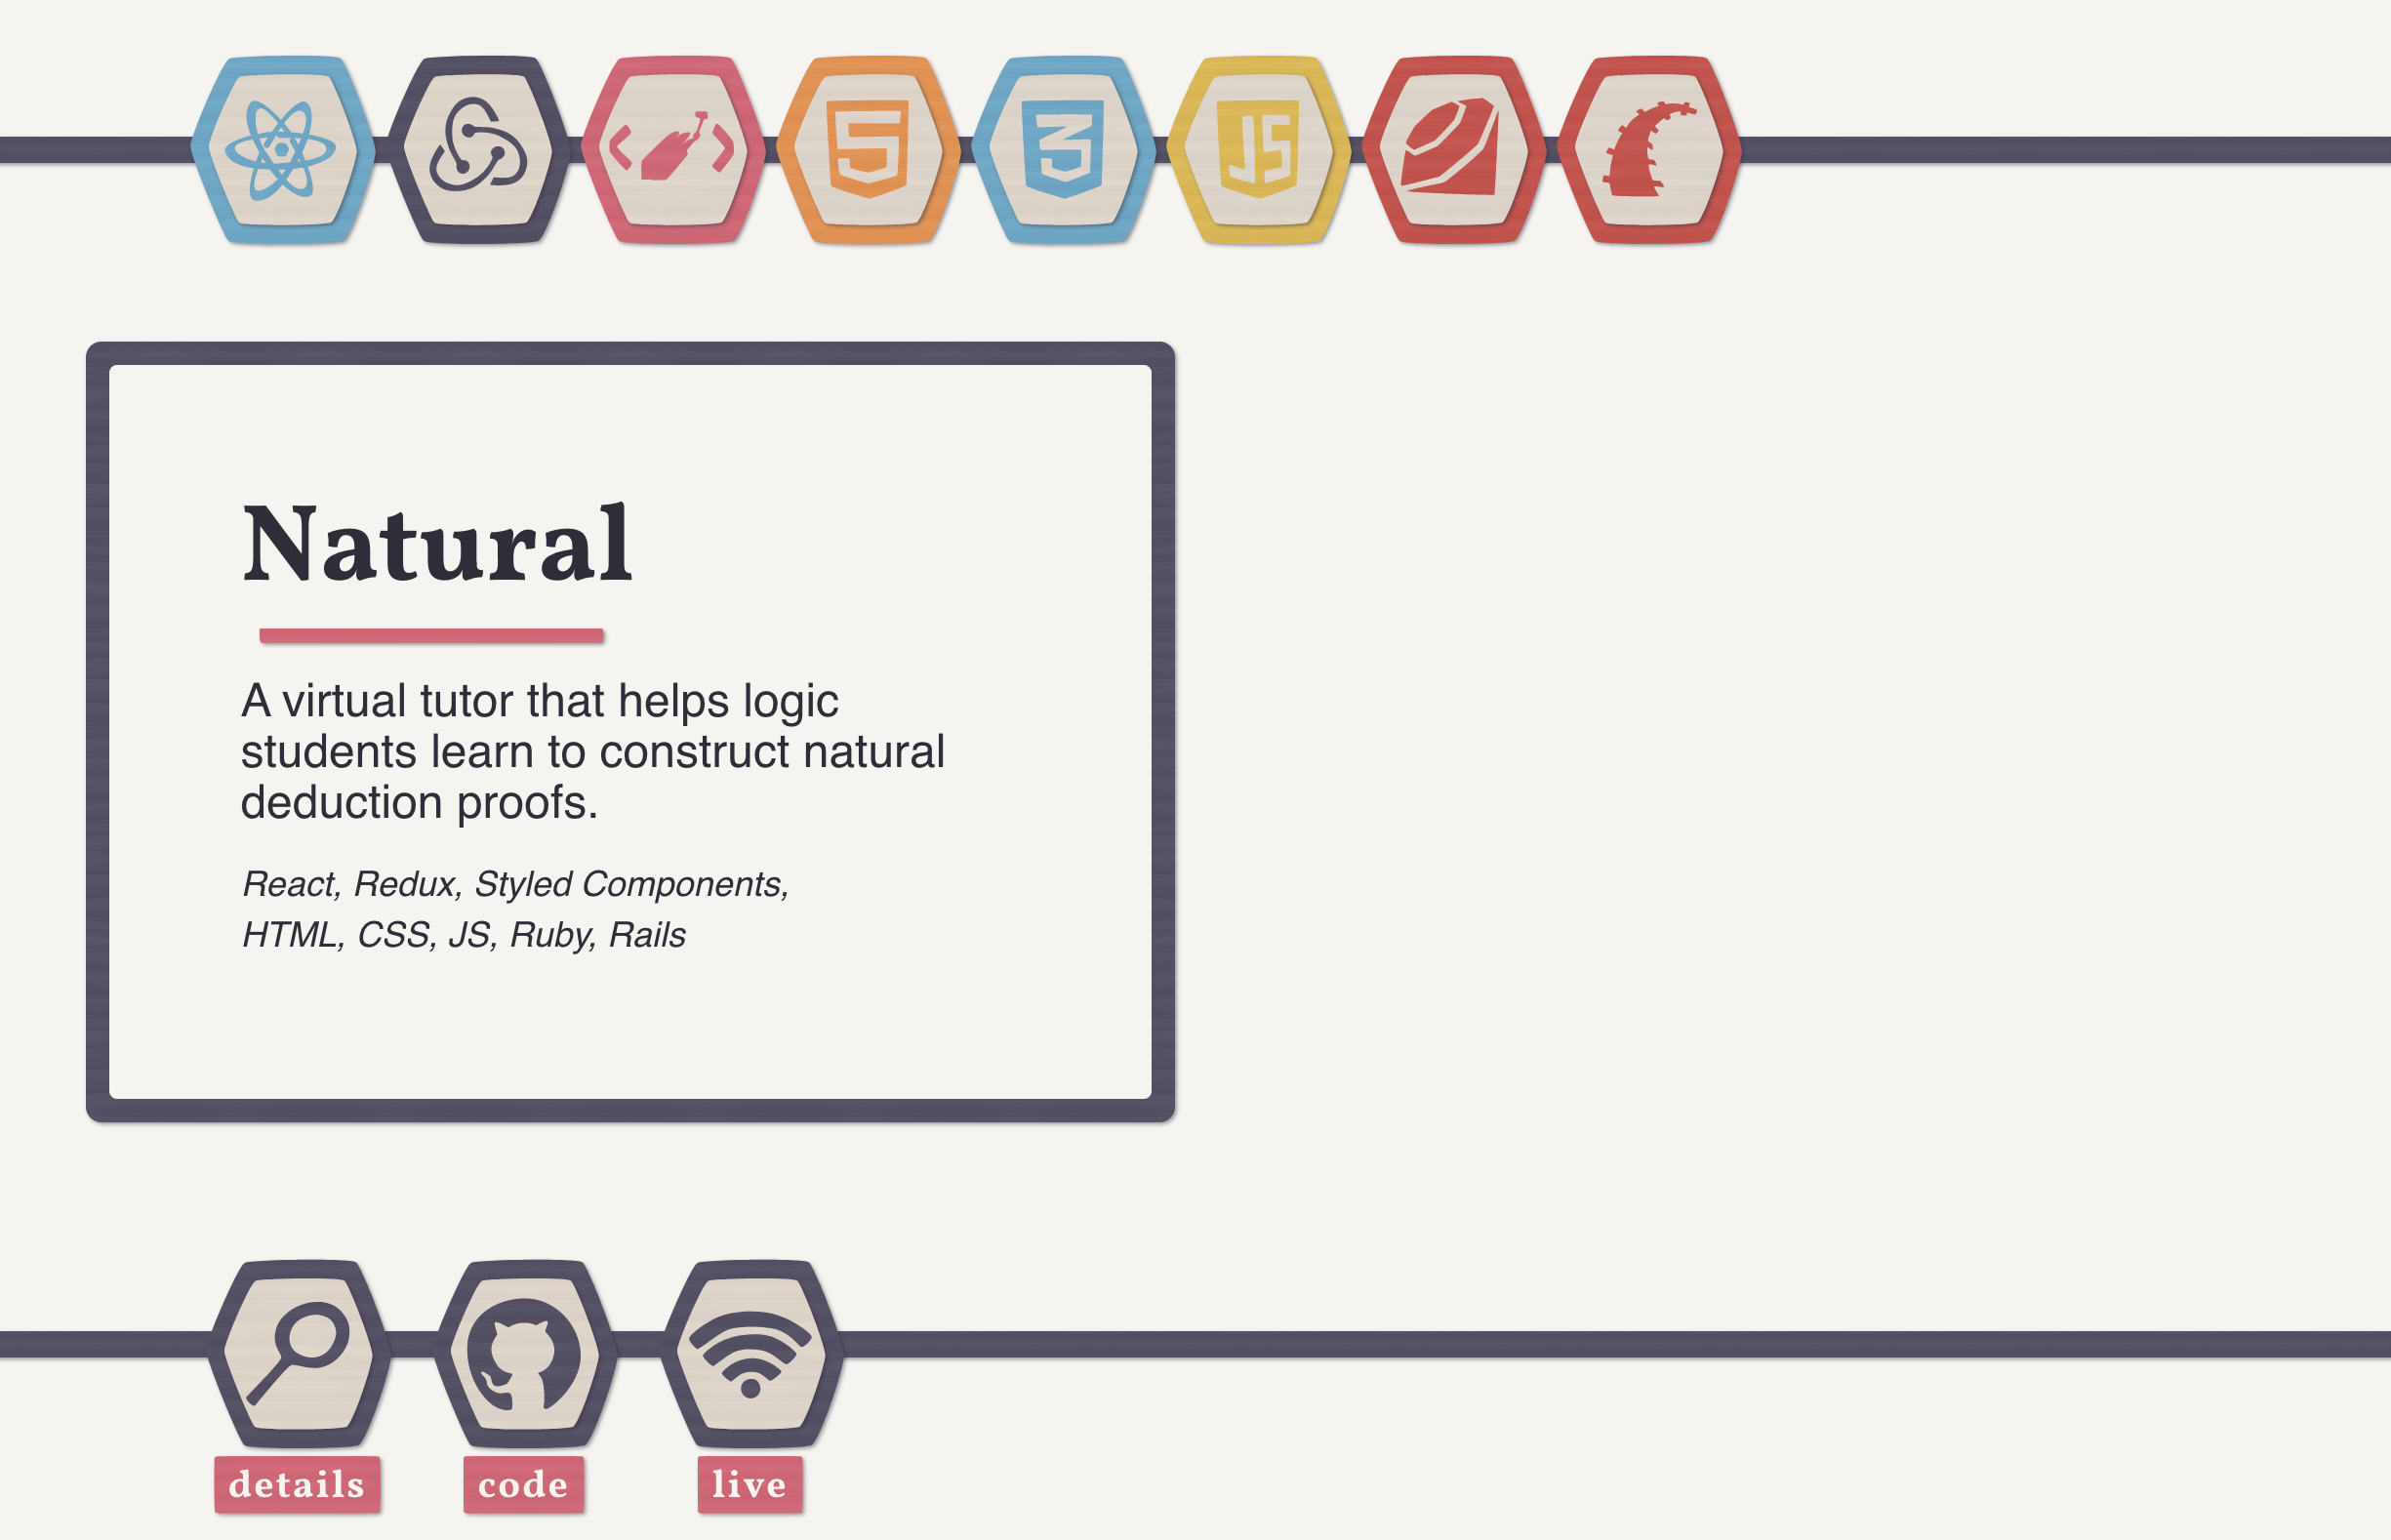 5
3
JS
Natural
A virtual tutor that helps logic
students learn to construct natural
deduction proofs.
React, Redux, Styled Components,
HTML, CSS, JS, Ruby, Rails
details
code
live